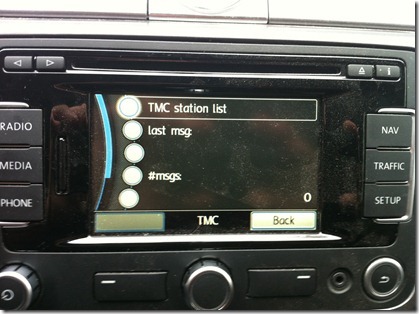 TMC station list
RADIO
last msg:
NAV
MEDIA
TRAFFIC
#msgs:
PHONE
SETUP
0
TMC
Back